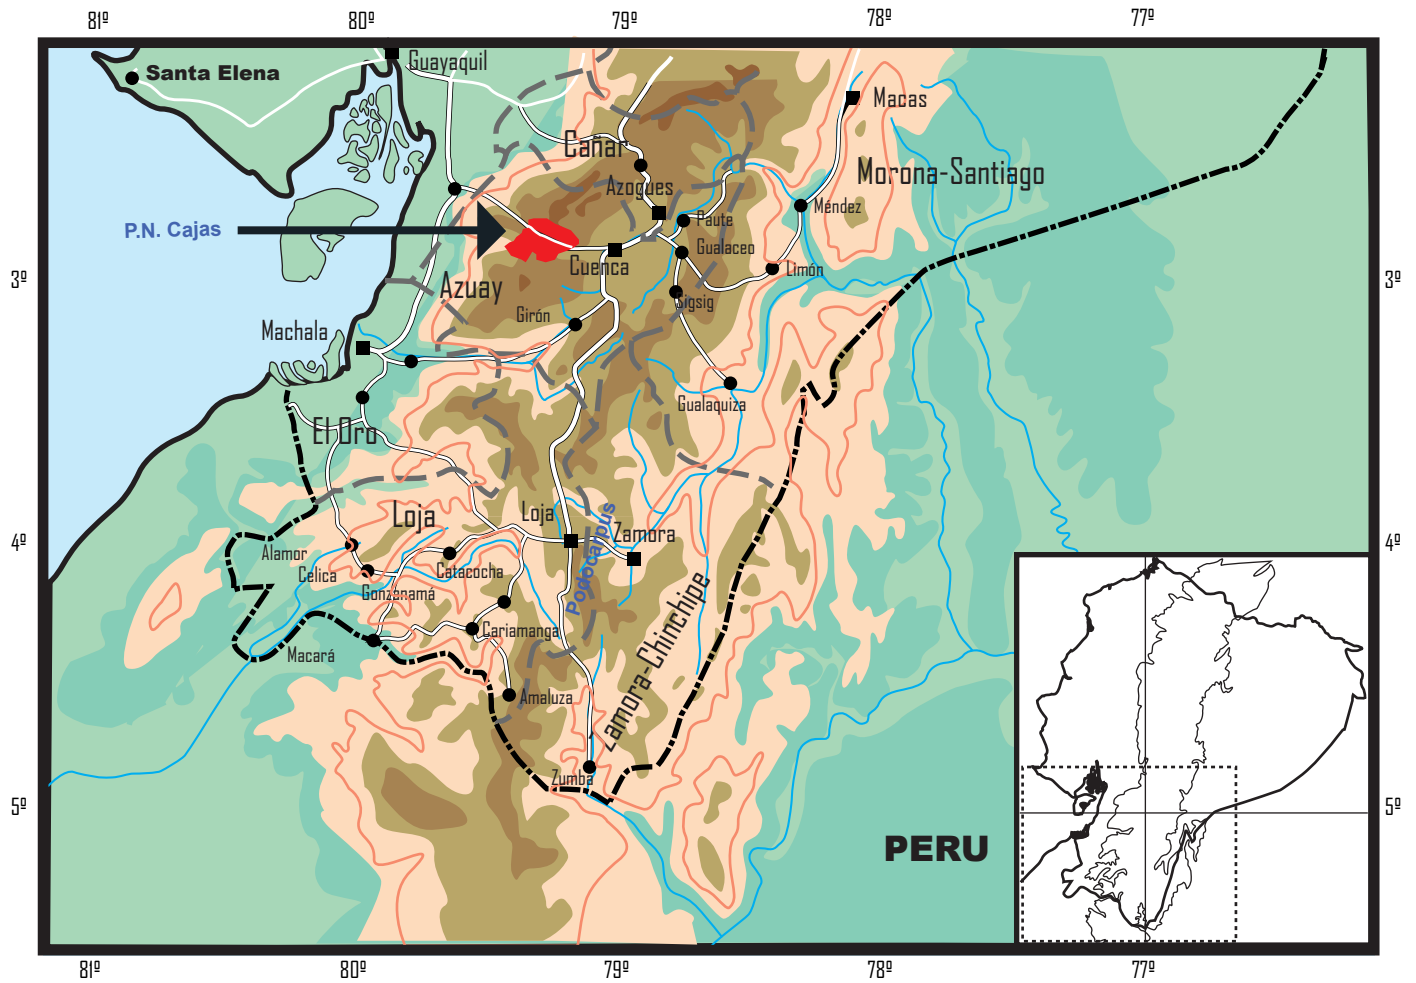 81º 80º 79º 78º 77º
Guayaquil
Santa Elena
Macas
Cañar
Morona-Santiago
Azogues
Méndez
Paute
P.N. Cajas
Gualaceo
Cuenca
Limón
3º
3º
Azuay
Sigsig
Girón
Machala
Gualaquiza
El Oro
Loja
Loja
Zamora
4º
4º
Alamor
Celica
Catacocha
Gonzanamá
Podocarpus
Cariamanga
Macará
Zamora-Chinchipe
Amaluza
Zumba
5º
5º
PERU
81º 80º 79º 78º 77º